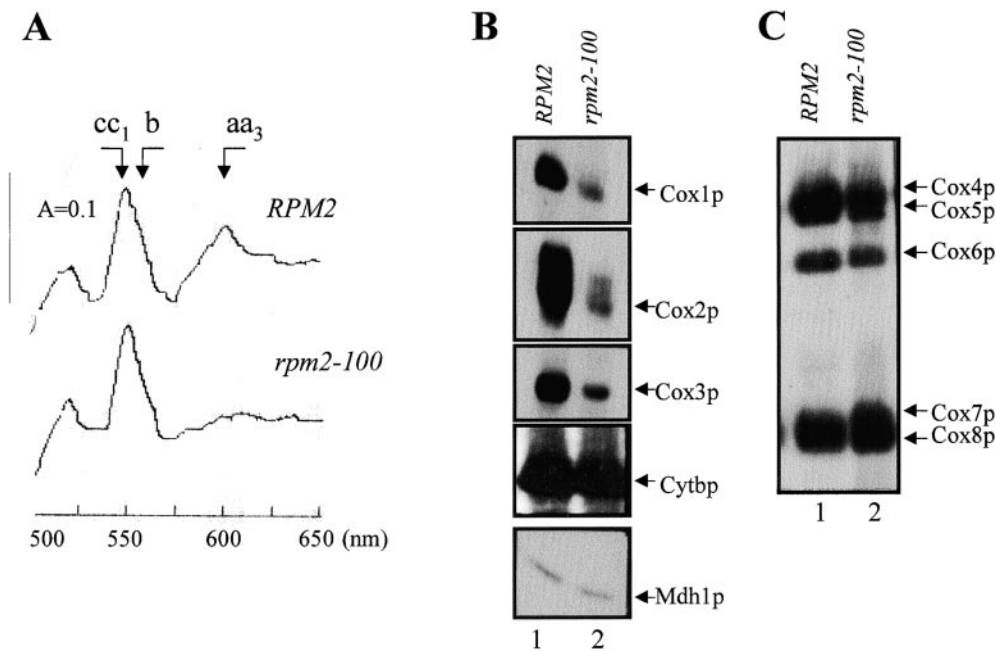 A
cc1 b aa3
A=0.1
RPM2
rpm2-100
500 550 600 650 (nm)
B
RPM2 rpm2-100
Cox1p
Cox2p
Cox3p
Cytbp
Mdh1p
1 2
C
RPM2 rpm2-100
Cox4p
Cox5p
Cox6p
Cox7p
Cox8p
1 2